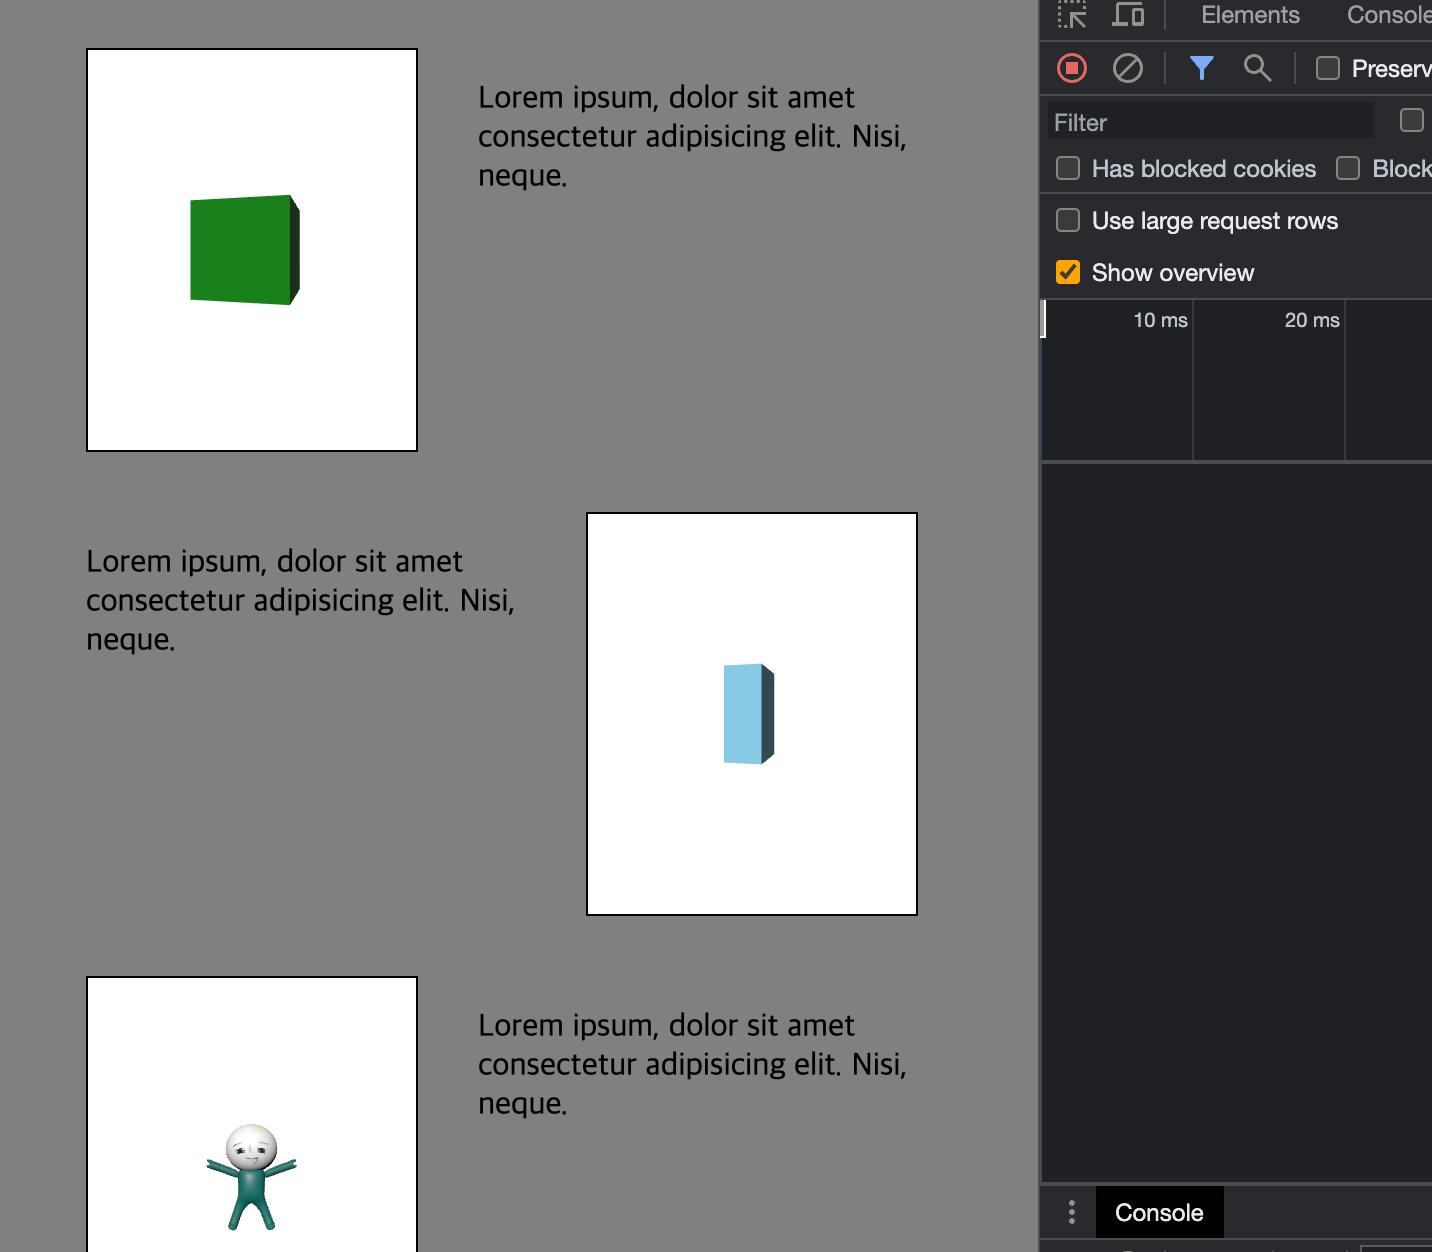 Lorem ipsum, dolor sit amet
consectetur adipisicing elit. Nisi,
neque.
Lorem ipsum, dolor sit amet
consectetur adipisicing elit. Nisi,
neque.
Lorem ipsum, dolor sit amet
consectetur adipisicing elit. Nisi,
neque.
Elements Console
Preserv
Filter
Has blocked cookies Block
Use large request rows
Show overview
10 ms 20 ms
Console